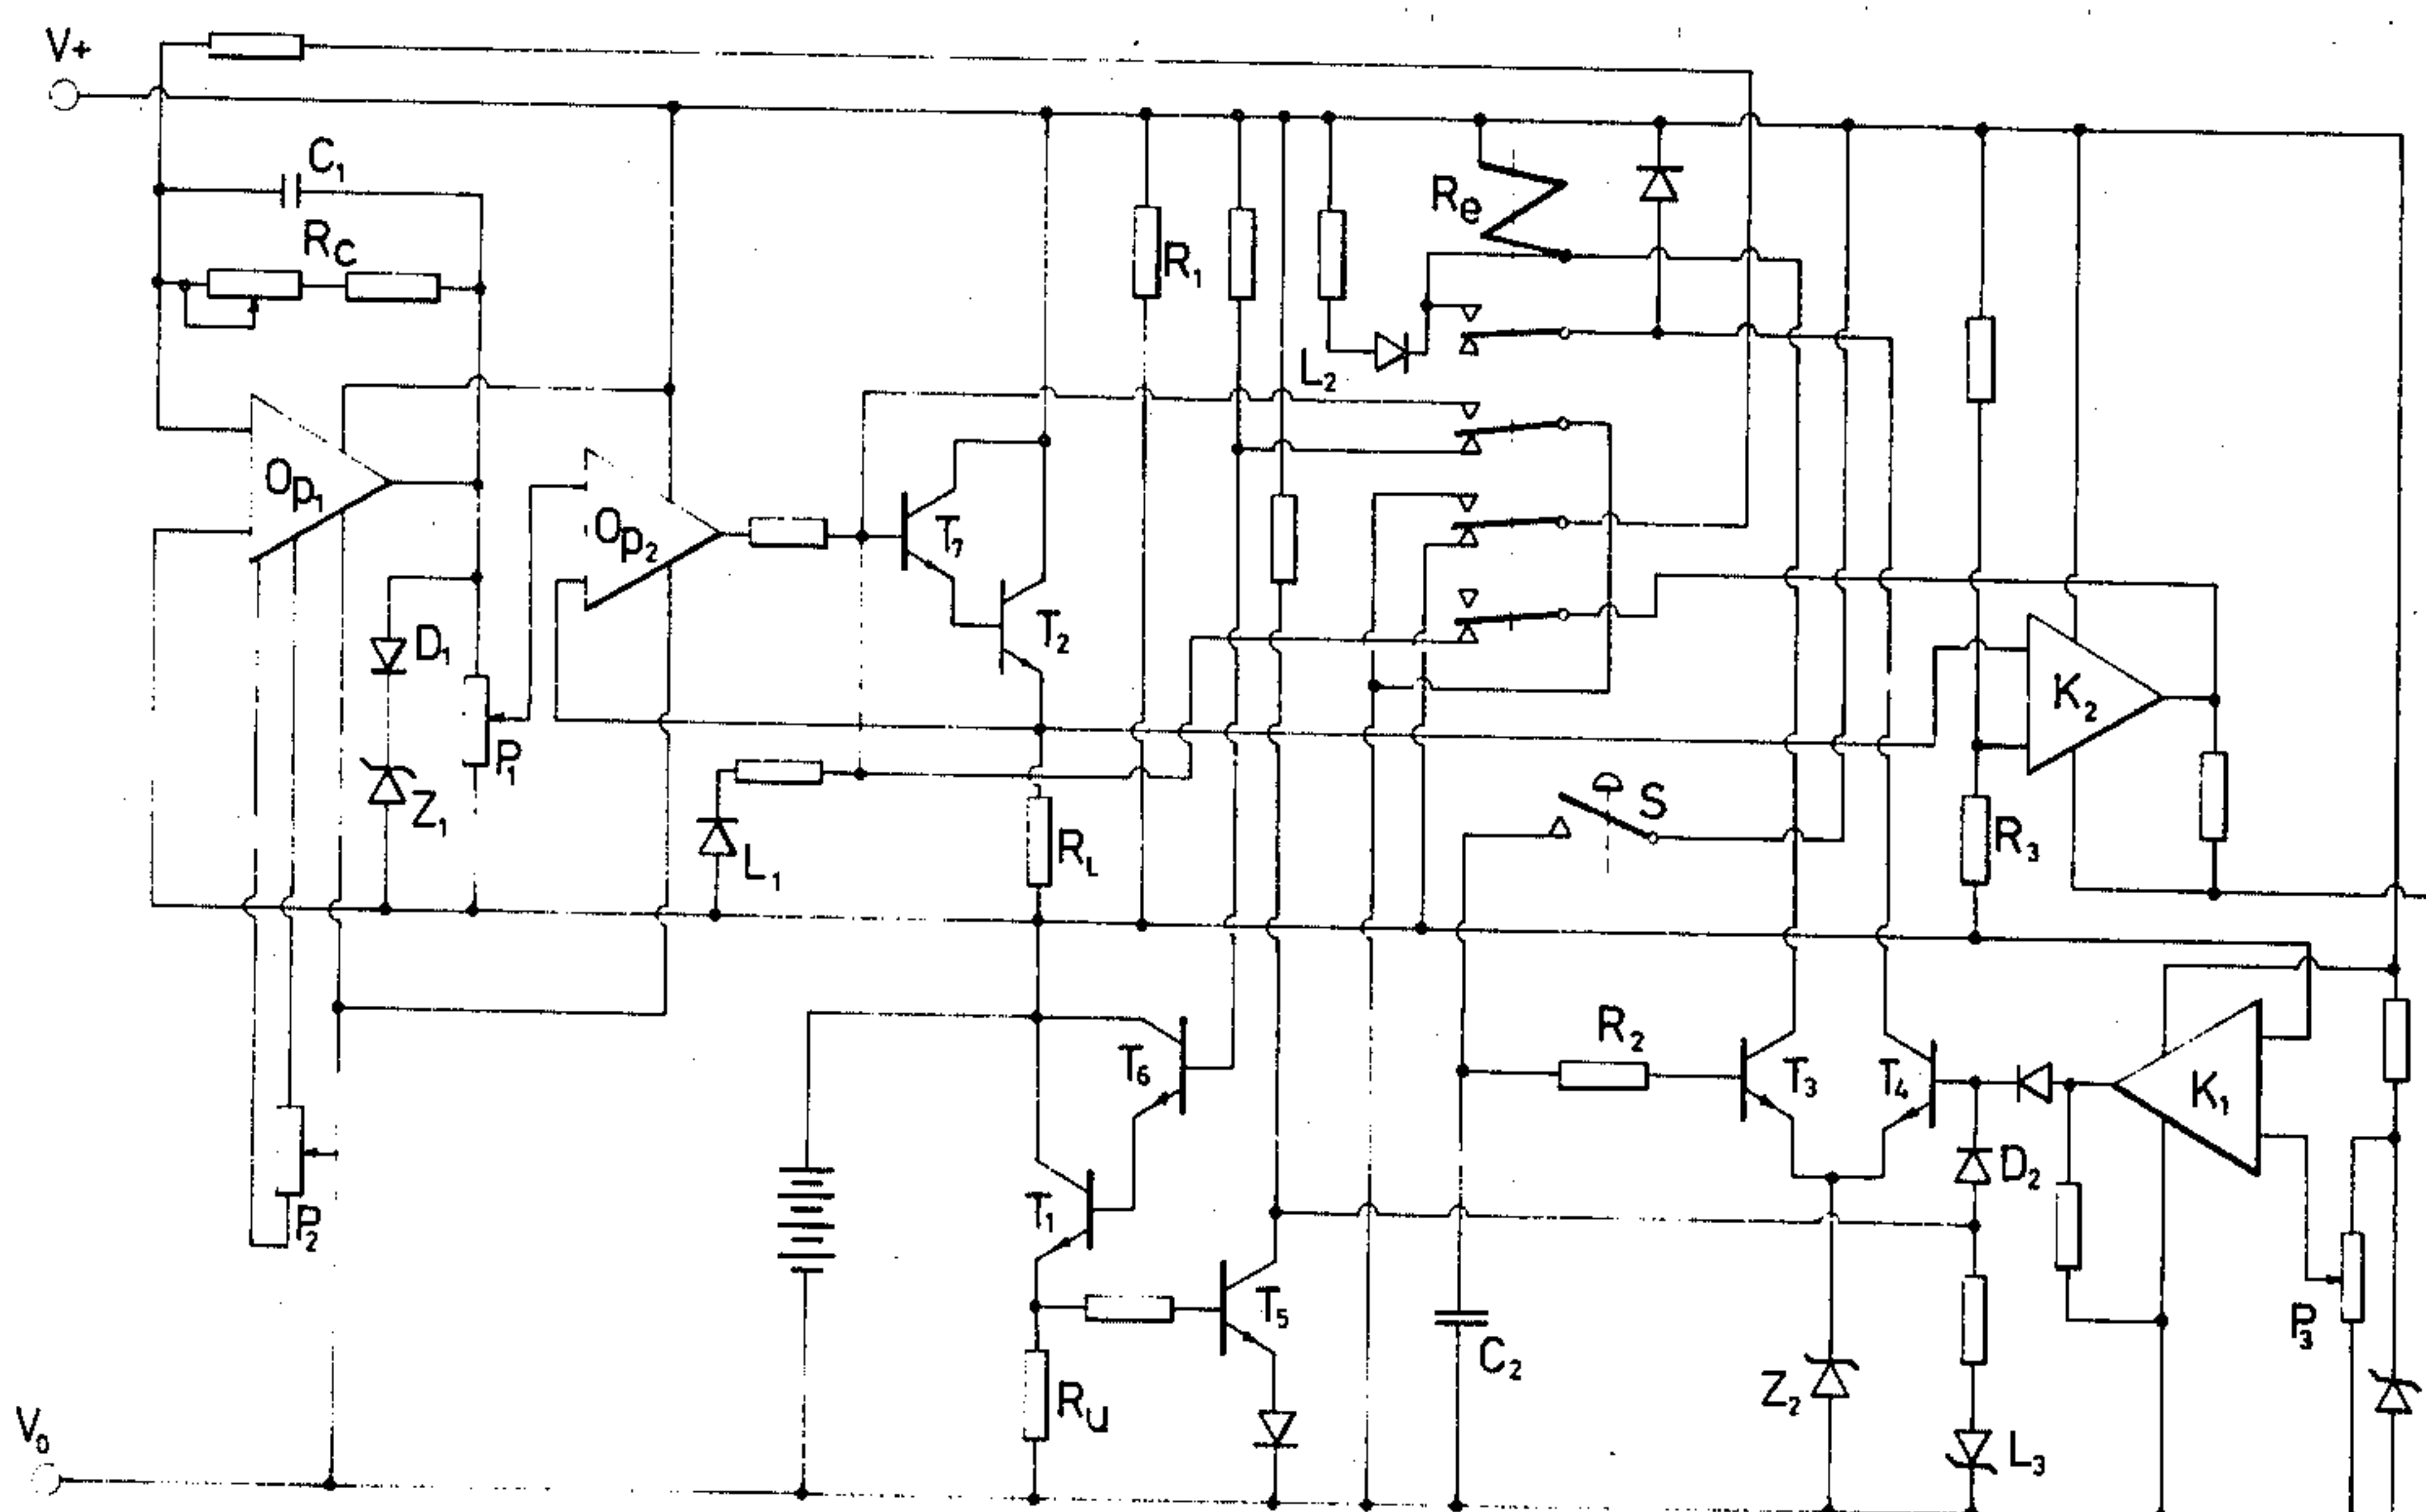 V+
C₁
Rc
Re
R₁
L₂
Op₁
Op₂
T₇
T₂
D₁
P₁
Z₁
L₁
R_L
K₂
S
R₃
R₂
T₆
T₃
T₄
K₁
D₂
T₁
P₂
T₅
C₂
P₃
Rᵤ
Z₂
L₃
V₀